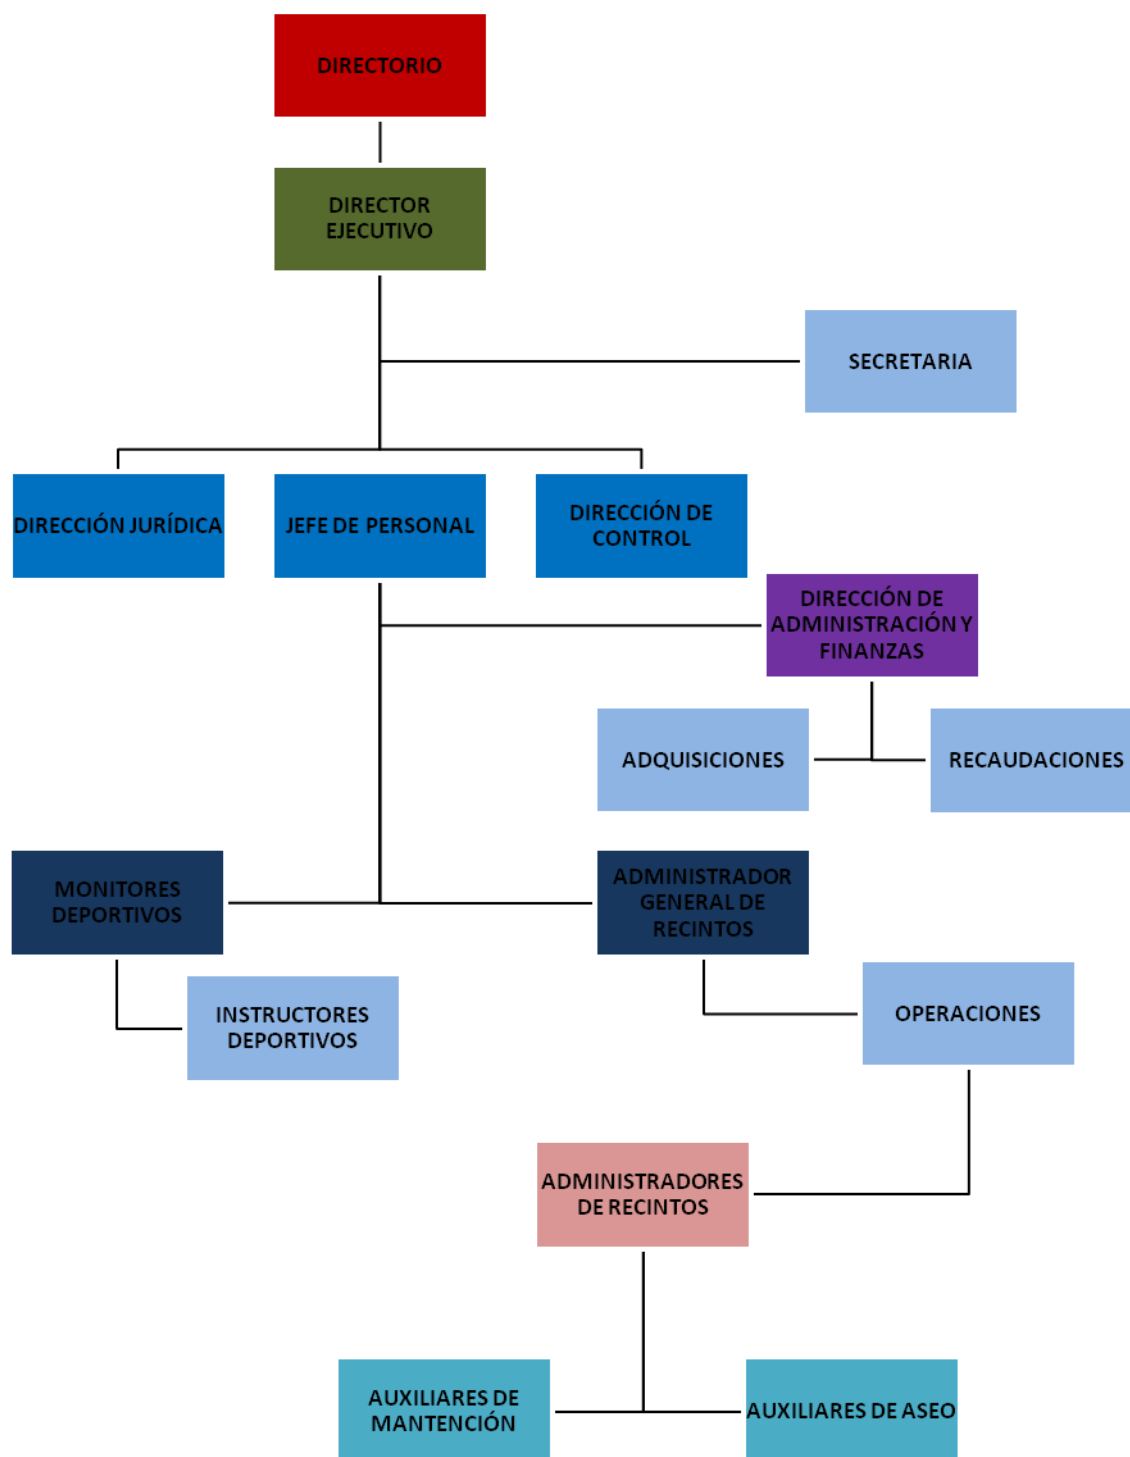 DIRECTORIO
DIRECTOR
EJECUTIVO
SECRETARIA
DIRECCIÓN JURÍDICA
JEFE DE PERSONAL
DIRECCIÓN DE
CONTROL
DIRECCIÓN DE
ADMINISTRACIÓN Y
FINANZAS
ADQUISICIONES
RECAUDACIONES
MONITORES
DEPORTIVOS
ADMINISTRADOR
GENERAL DE
RECINTOS
INSTRUCTORES
DEPORTIVOS
OPERACIONES
ADMINISTRADORES
DE RECINTOS
AUXILIARES DE
MANTENCIÓN
AUXILIARES DE ASEO